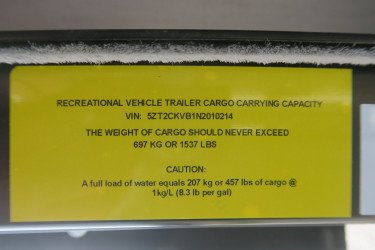 RECREATIONAL VEHICLE TRAILER CARGO CARRYING CAPACITY
VIN: 5ZT2CKVB1N2010214
THE WEIGHT OF CARGO SHOULD NEVER EXCEED
697 KG OR 1537 LBS
CAUTION:
A full load of water equals 207 kg or 457 lbs of cargo @
1kg/L (8.3 lb per gal)